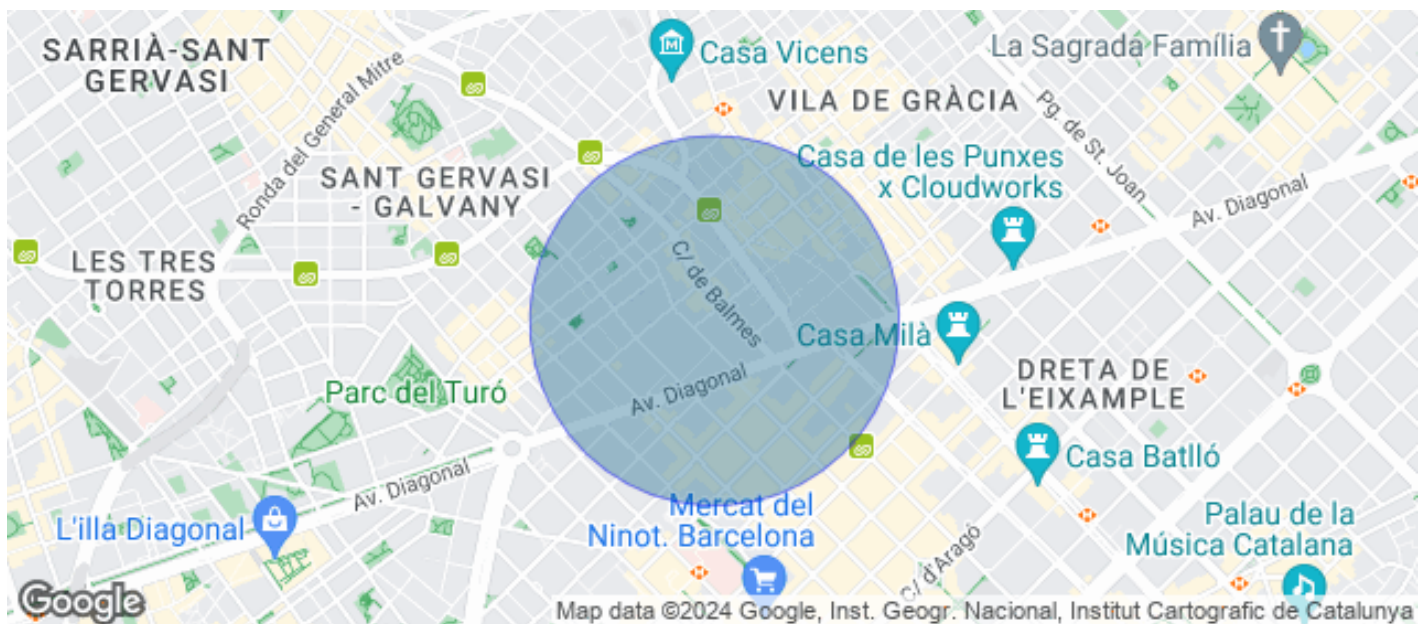 SARRIÀ-SANT
GERVASI
Ronda del General Mitre
Casa Vicens
La Sagrada Família
VILA DE GRÀCIA
Pg. de St. Joan
SANT GERVASI
- GALVANY
Casa de les Punxes
x Cloudworks
Av. Diagonal
LES TRES
TORRES
C/ de Balmes
Casa Milà
Parc del Turó
Av. Diagonal
DRETA DE
L'EIXAMPLE
Av. Diagonal
Casa Batlló
L'illa Diagonal
Mercat del
Ninot. Barcelona
C/ d'Aragó
Palau de la
Música Catalana
Google
Map data ©2024 Google, Inst. Geogr. Nacional, Institut Cartografic de Catalunya